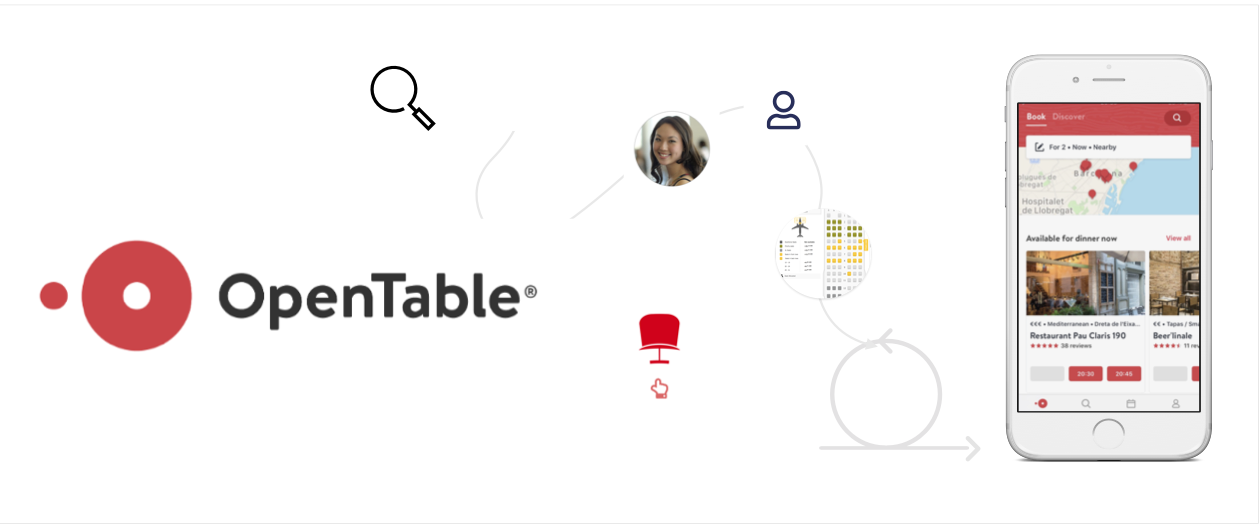 OpenTable®
Book Discover
For 2 • Now • Nearby
Barcelona
Hospitalet
de Llobregat
Available for dinner now View all
€€€ • Mediterranean • Dreta de l'Eixa...
€€ • Tapas / Sma
Restaurant Pau Claris 190
Beer'linale
38 reviews
11 rev
20:30 20:45